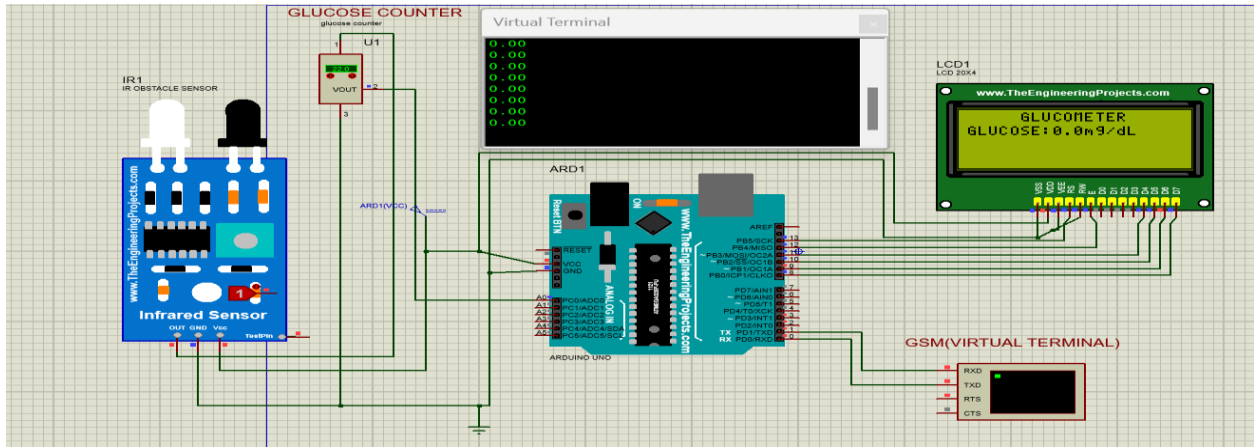 GLUCOSE COUNTER
glucose counter
U1
1
VOUT
2
3
IR1
IR OBSTACLE SENSOR
www.TheEngineeringProjects.com
1
Infrared Sensor
OUT GND Vcc
TestPin
ARD1(VCC)
Virtual Terminal
0.00
0.00
0.00
0.00
0.00
0.00
0.00
0.00
LCD1
LCD 20X4
www.TheEngineeringProjects.com
GLUCOMETER
GLUCOSE:0.0mg/dL
VSS VDD VEE RS RW E D0 D1 D2 D3 D4 D5 D6 D7
ARD1
Reset BTN
ON
www.TheEngineeringProjects.com
ANALOG IN
RESET
VCC
GND
A0 PC0/ADC0
A1 PC1/ADC1
A2 PC2/ADC2
A3 PC3/ADC3
A4 PC4/ADC4/SDA
A5 PC5/ADC5/SCL
AREF
PB5/SCK 13
PB4/MISO 12
~PB3/MOSI/OC2A 11
~PB2/SS/OC1B 10
~PB1/OC1A 9
PB0/ICP1/CLKO 8
PD7/AIN1 7
~PD6/AIN0 6
~PD5/T1 5
PD4/T0/XCK 4
~PD3/INT1 3
PD2/INT0 2
TX PD1/TXD 1
RX PD0/RXD 0
ARDUINO UNO
GSM(VIRTUAL TERMINAL)
RXD
TXD
RTS
CTS